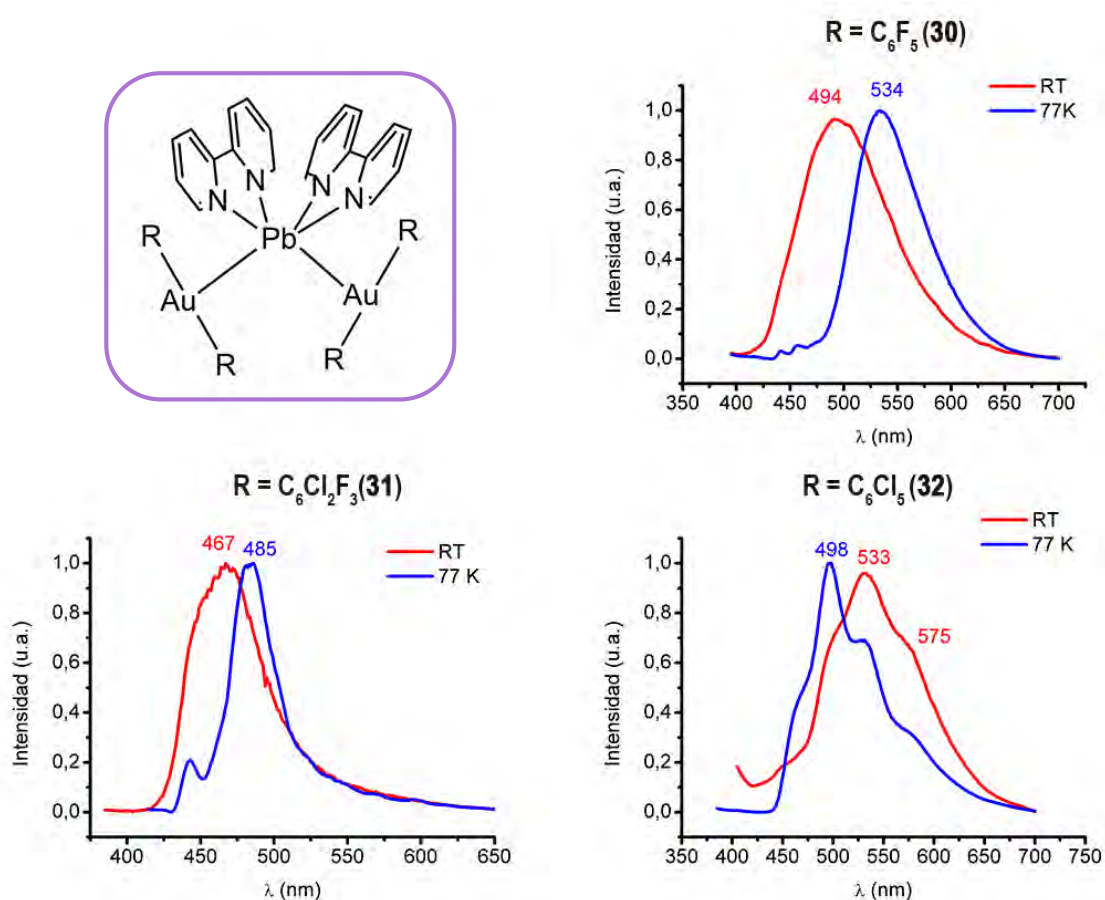 R = C₆F₅ (30)
N
N
N
N
Pb
R
R
Au
Au
R
R
494
534
RT
77K
Intensidad (u.a.)
1,0
0,8
0,6
0,4
0,2
0,0
350 400 450 500 550 600 650 700
λ (nm)
R = C₆Cl₂F₃(31)
467
485
RT
77 K
Intensidad (u.a.)
1,0
0,8
0,6
0,4
0,2
0,0
400 450 500 550 600 650
λ (nm)
R = C₆Cl₅ (32)
498
533
575
RT
77 K
Intensidad (u.a.)
1,0
0,8
0,6
0,4
0,2
0,0
350 400 450 500 550 600 650 700 750
λ (nm)